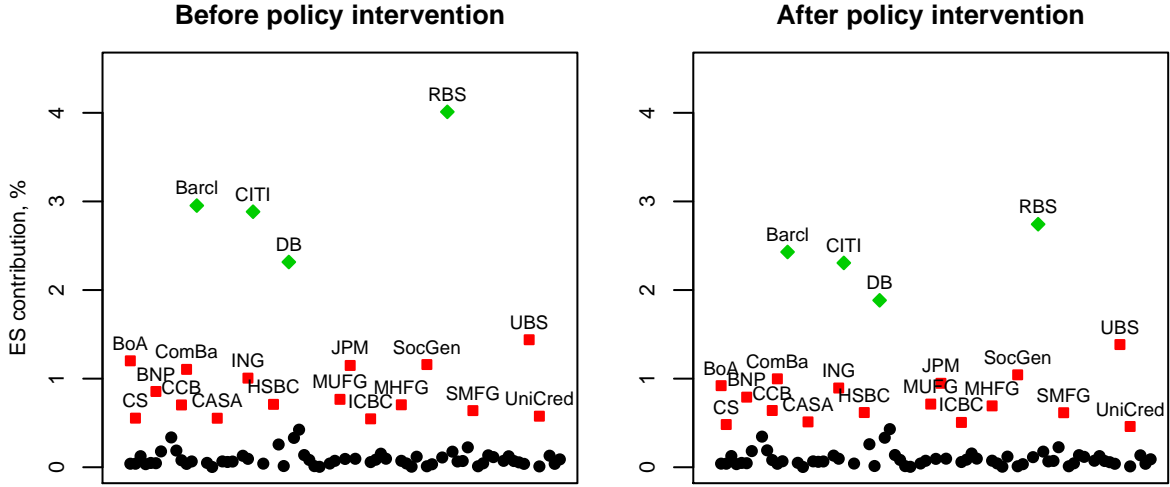 Before policy intervention
ES contribution, %
4
3
2
1
0
RBS
Barcl
CITI
DB
UBS
BoA
ComBa
ING
JPM
SocGen
BNP
CCB
HSBC
MUFG
MHFG
CS
CASA
ICBC
SMFG
UniCred
After policy intervention
4
3
2
1
0
RBS
Barcl
CITI
DB
UBS
BoA
ComBa
ING
JPM
SocGen
BNP
CCB
HSBC
MUFG
MHFG
CS
CASA
ICBC
SMFG
UniCred